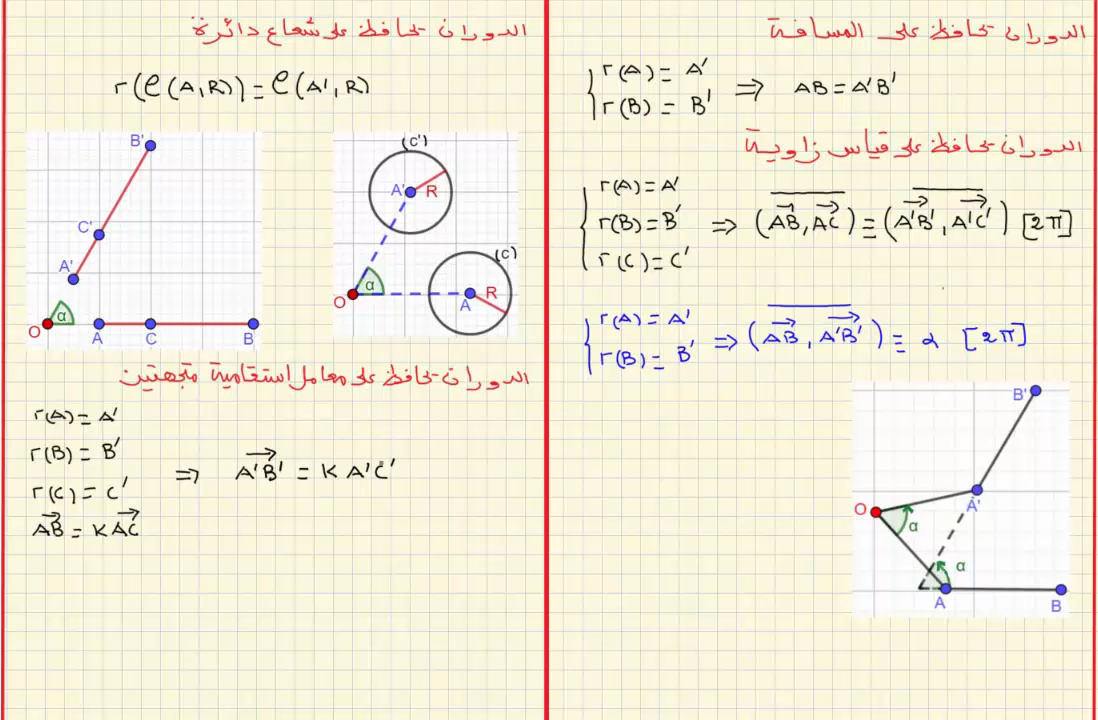 الدوران يحافظ على المسافة
r(A) = A'
r(B) = B'
⇒ AB = A'B'
الدوران يحافظ على قياس زاوية
r(A) = A'
r(B) = B'
r(C) = C'
⇒ (AB, AC) ≡ (A'B', A'C') [2π]
r(A) = A'
r(B) = B'
⇒ (AB, A'B') ≡ α [2π]
B'
O
A'
α
α
A
B
الدوران يحافظ على شعاع دائرة
r(C(A,R)) = C(A',R)
B'
C'
A'
α
O
A
C
B
(c')
A'
R
(c)
α
O
A
R
الدوران يحافظ على معامل استقامية متجهتين
r(A) = A'
r(B) = B'
r(C) = C'
AB = K AC
⇒ A'B' = K A'C'